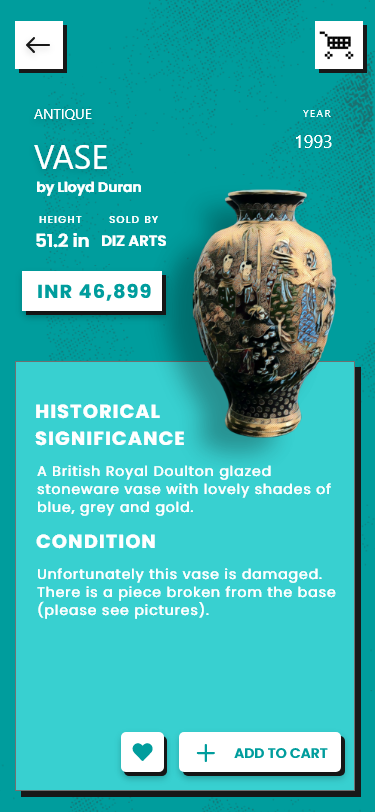 ANTIQUE
YEAR
VASE
1993
by Lloyd Duran
HEIGHT
SOLD BY
51.2 in
DIZ ARTS
INR 46,899
HISTORICAL
SIGNIFICANCE
A British Royal Doulton glazed
stoneware vase with lovely shades of
blue, grey and gold.
CONDITION
Unfortunately this vase is damaged.
There is a piece broken from the base
(please see pictures).
ADD TO CART